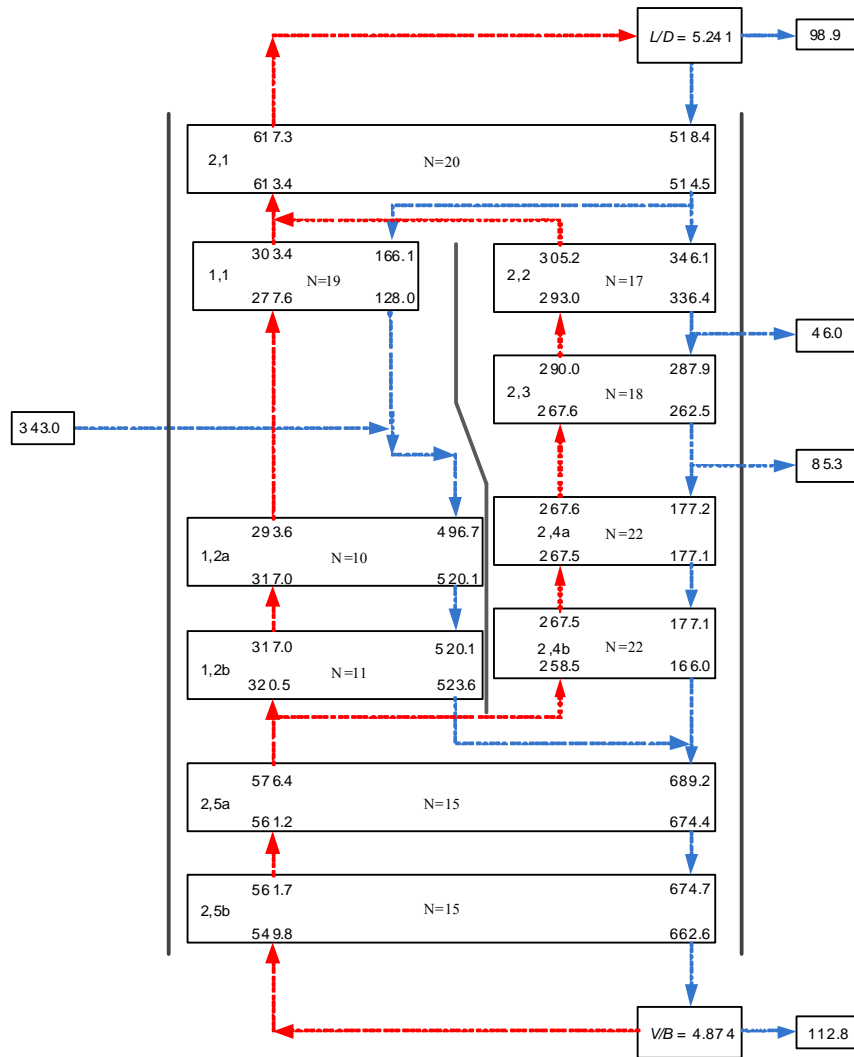 L/D = 5.241
98.9
617.3
518.4
2,1
N=20
613.4
514.5
303.4
166.1
1,1
N=19
277.6
128.0
305.2
346.1
2,2
N=17
293.0
336.4
46.0
290.0
287.9
2,3
N=18
267.6
262.5
343.0
85.3
293.6
496.7
1,2a
N=10
317.0
520.1
267.6
177.2
2,4a
N=22
267.5
177.1
317.0
520.1
1,2b
N=11
320.5
523.6
267.5
177.1
2,4b
N=22
258.5
166.0
576.4
689.2
2,5a
N=15
561.2
674.4
561.7
674.7
2,5b
N=15
549.8
662.6
V/B = 4.874
112.8